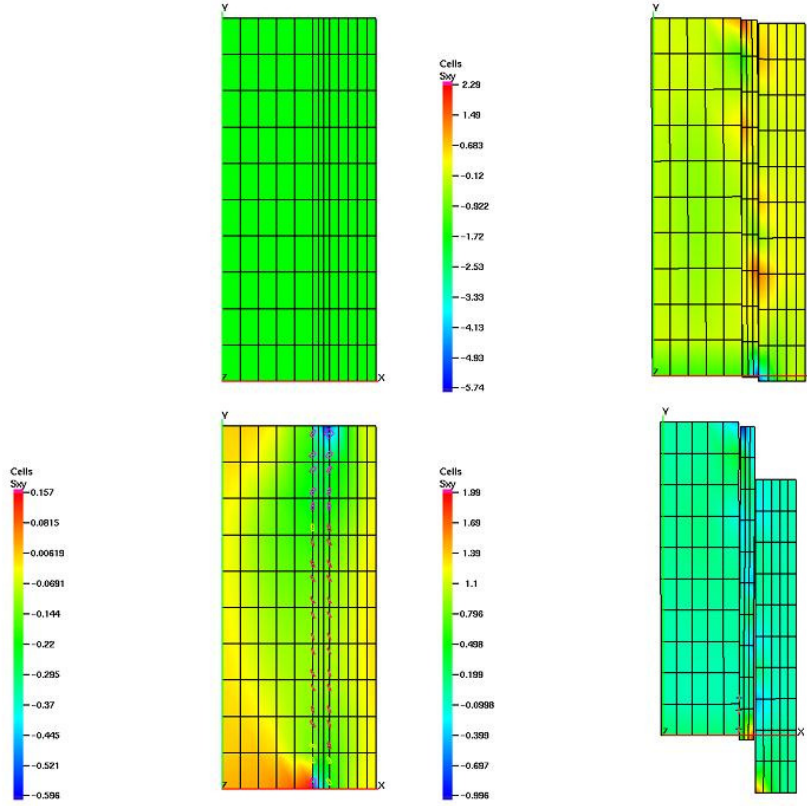 Y
Z
X
Cells
Sxy
2.29
1.49
0.683
-0.12
-0.922
-1.72
-2.53
-3.33
-4.13
-4.93
-5.74
Y
Z
Cells
Sxy
0.157
0.0815
0.00619
-0.0691
-0.144
-0.22
-0.295
-0.37
-0.445
-0.521
-0.596
Y
Z
X
Cells
Sxy
1.99
1.69
1.39
1.1
0.796
0.498
0.199
-0.0998
-0.398
-0.697
-0.996
Y
Z
X